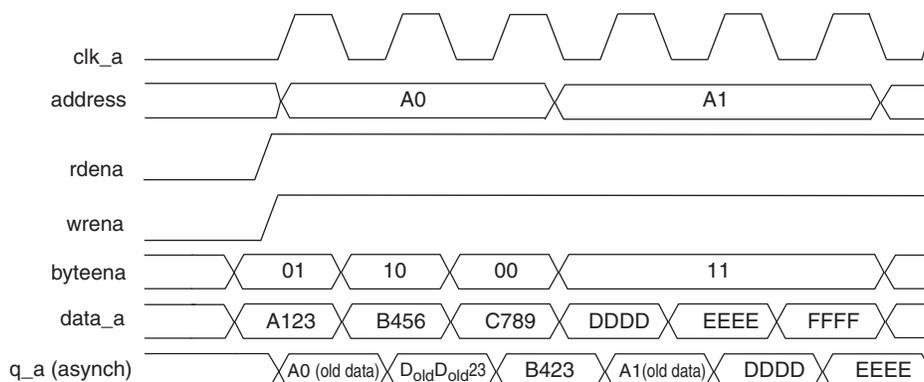 clk_a
address A0 A1
rdena
wrena
byteena 01 10 00 11
data_a A123 B456 C789 DDDD EEEE FFFF
q_a (asynch) A0 (old data) DoldDold23 B423 A1(old data) DDDD EEEE